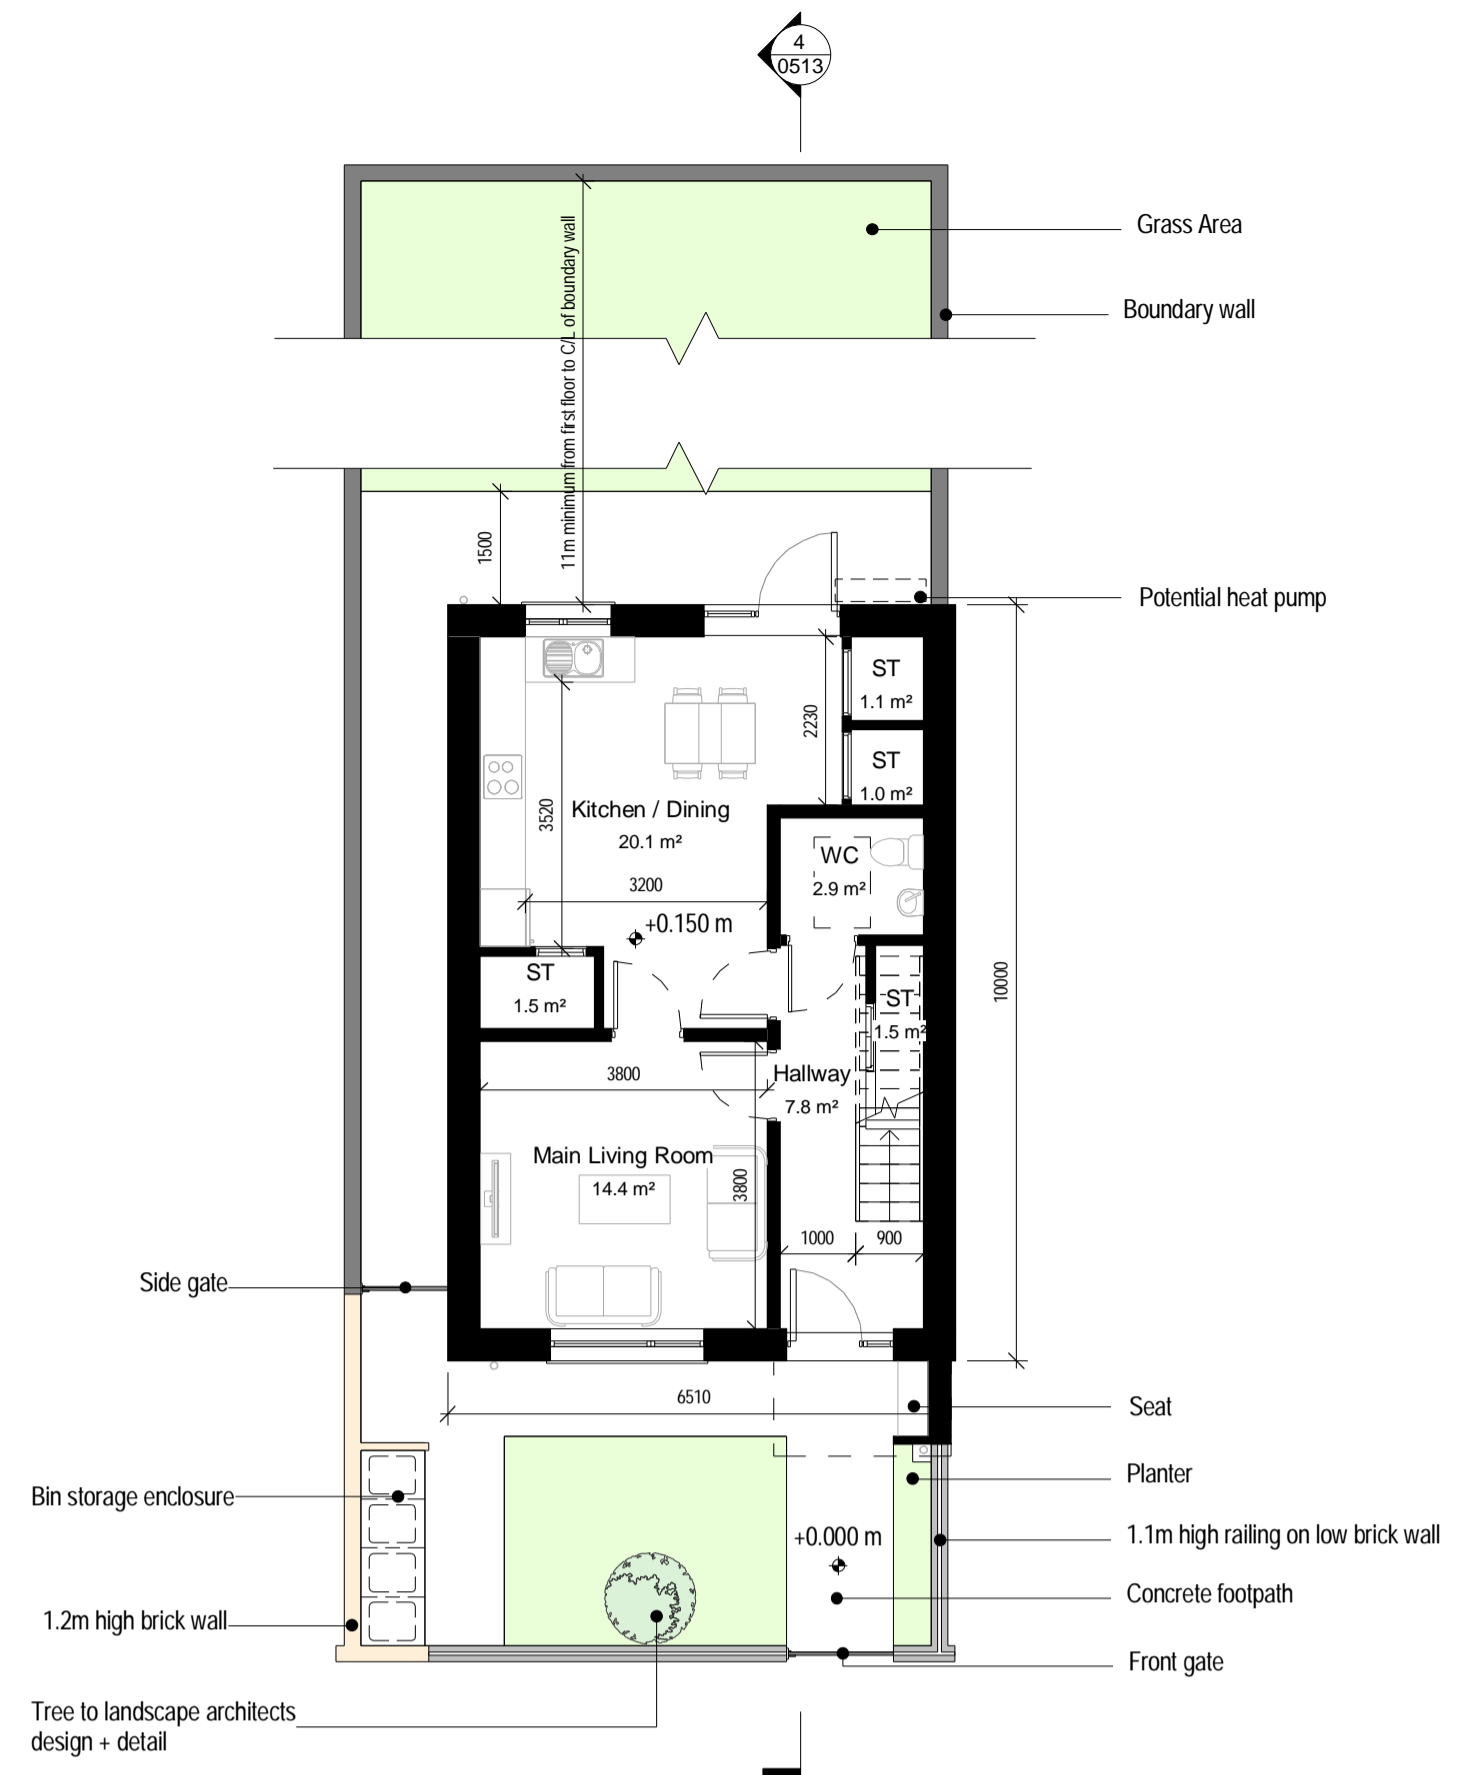 4
0513
Grass Area
11m minimum from first floor to C/L of boundary wall
Boundary wall
1500
Potential heat pump
ST
1.1 m²
2230
ST
1.0 m²
3520
Kitchen / Dining
20.1 m²
WC
2.9 m²
3200
+0.150 m
ST
1.5 m²
ST
1.5 m²
10000
3800
Hallway
7.8 m²
Main Living Room
14.4 m²
3800
1000
900
Side gate
6510
Seat
Planter
Bin storage enclosure
+0.000 m
1.1m high railing on low brick wall
Concrete footpath
1.2m high brick wall
Front gate
Tree to landscape architects
design + detail